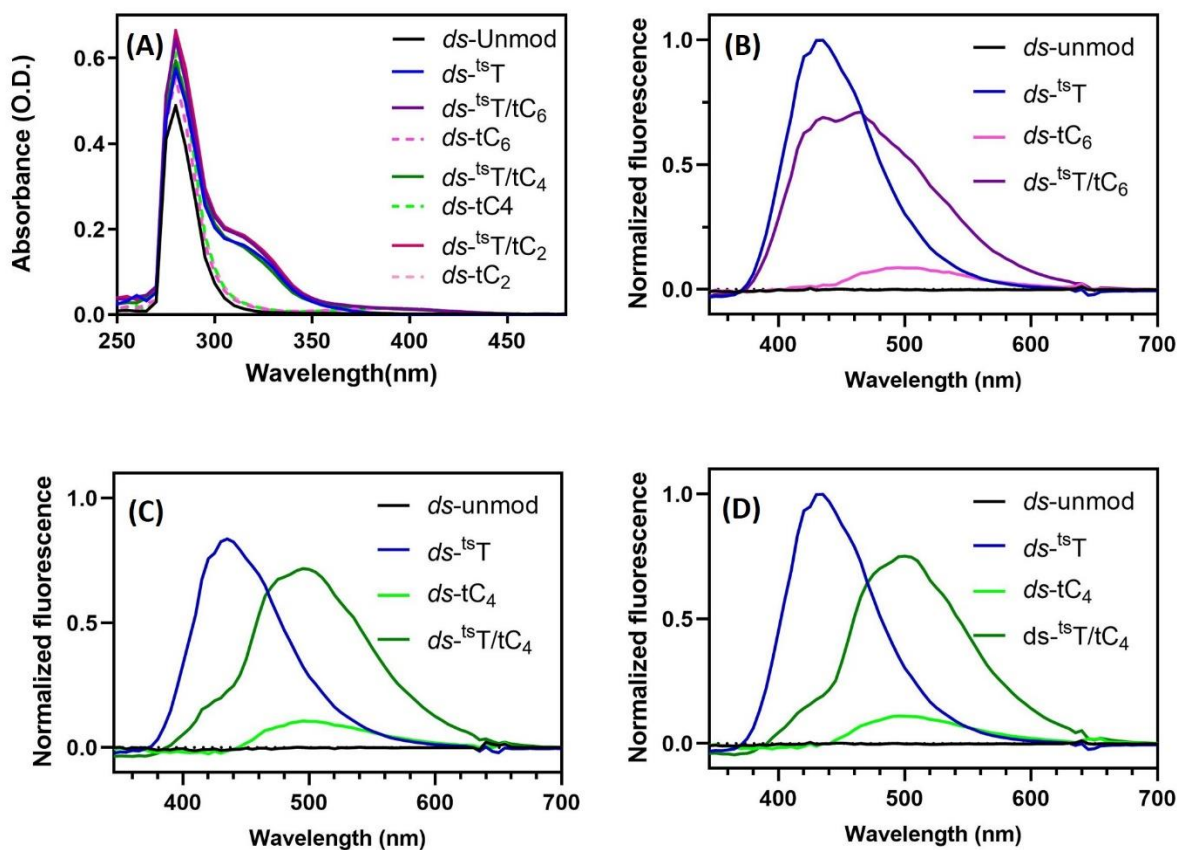 (A)
Absorbance (O.D.)
0.6
0.4
0.2
0.0
250 300 350 400 450
Wavelength(nm)
ds-Unmod
ds-ᵗˢT
ds-ᵗˢT/tC₆
ds-tC₆
ds-ᵗˢT/tC₄
ds-tC4
ds-ᵗˢT/tC₂
ds-tC₂
(B)
Normalized fluorescence
1.0
0.5
0.0
400 500 600 700
Wavelength (nm)
ds-unmod
ds-ᵗˢT
ds-tC₆
ds-ᵗˢT/tC₆
(C)
Normalized fluorescence
1.0
0.5
0.0
400 500 600 700
Wavelength (nm)
ds-unmod
ds-ᵗˢT
ds-tC₄
ds-ᵗˢT/tC₄
(D)
Normalized fluorescence
1.0
0.5
0.0
400 500 600 700
Wavelength (nm)
ds-unmod
ds-ᵗˢT
ds-tC₄
ds-ᵗˢT/tC₄